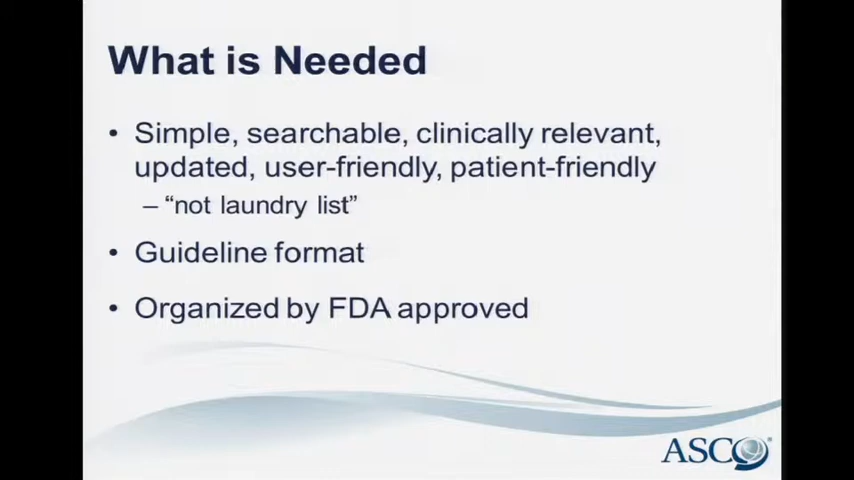 What is Needed
• Simple, searchable, clinically relevant,
updated, user-friendly, patient-friendly
– “not laundry list”
• Guideline format
• Organized by FDA approved
ASCO®